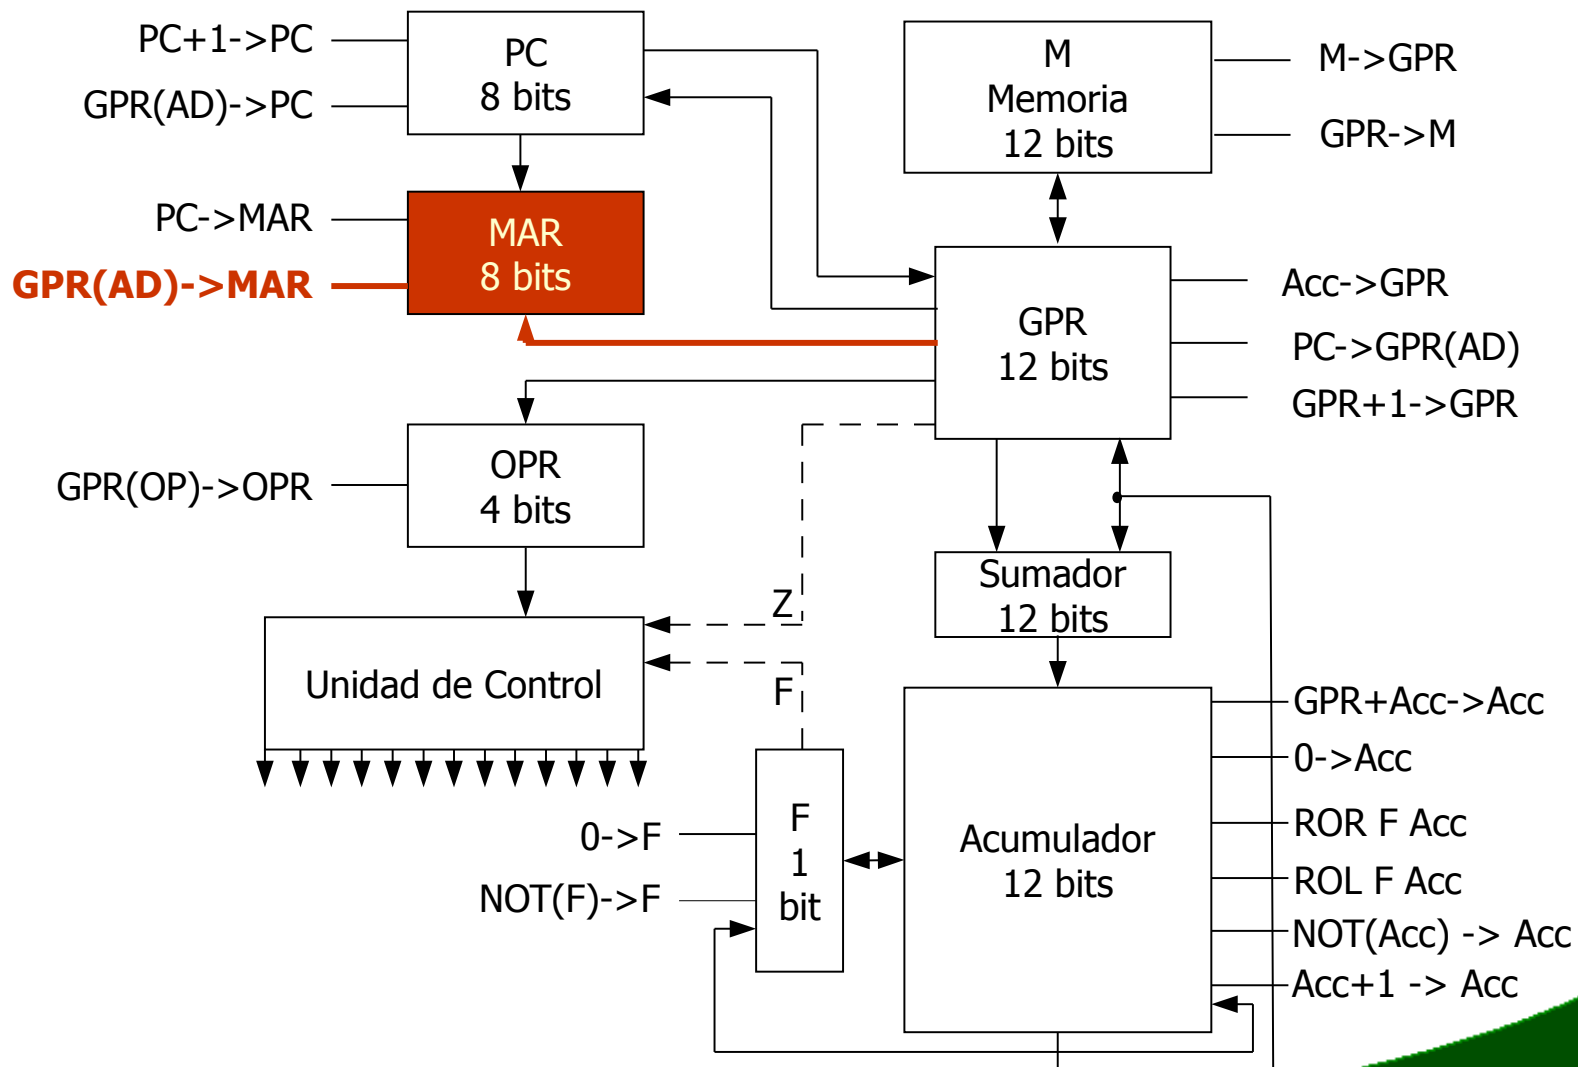 PC+1->PC
GPR(AD)->PC
PC
8 bits
M
Memoria
12 bits
M->GPR
GPR->M
PC->MAR
GPR(AD)->MAR
MAR
8 bits
GPR
12 bits
Acc->GPR
PC->GPR(AD)
GPR+1->GPR
GPR(OP)->OPR
OPR
4 bits
Sumador
12 bits
Z
F
Unidad de Control
0->F
NOT(F)->F
F
1
bit
Acumulador
12 bits
GPR+Acc->Acc
0->Acc
ROR F Acc
ROL F Acc
NOT(Acc) -> Acc
Acc+1 -> Acc